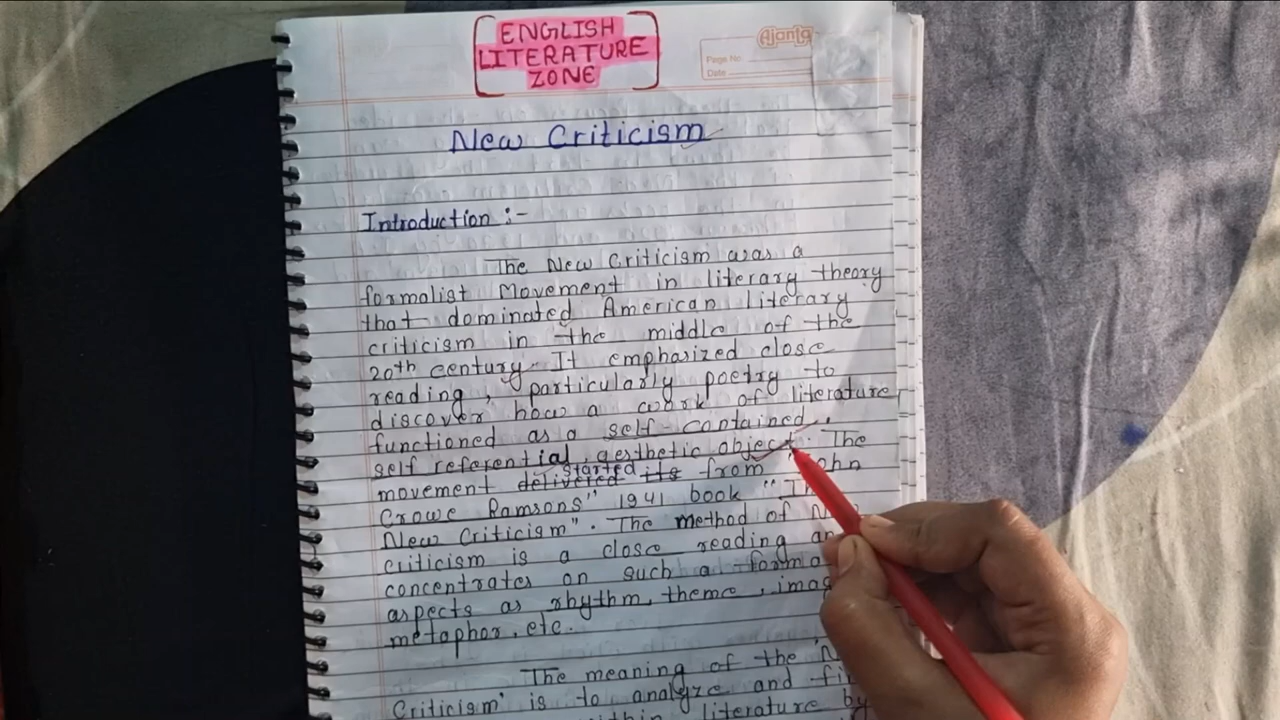 ENGLISH
LITERATURE
ZONE
Ajanta
Page No.
Date
New Criticism
Introduction :-
The New Criticism was a
formalist Movement in literary theory
that dominated American literary
criticism in the middle of the
20th century. It emphasized close
reading, particularly poetry to
discover how a work of literature
functioned as a self-contained,
self referential aesthetic object. The
started
movement delivered its from
Crowe Ramsons" 1941 book "The
New Criticism". The method of
criticism is a close reading
concentrates on such a
aspects as rhythm, theme,
metaphor, etc.
The meaning of the
Criticism' is to analyze and
literature by